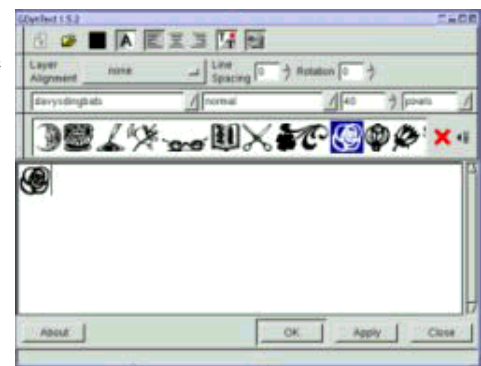 GDynText 1.5.2
A
T
Layer Alignment none Line Spacing 0 Rotation 0
davysdingbats normal 40 pixels
About OK Apply Close